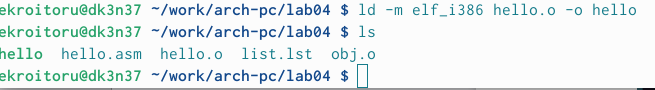 ekroitoru@dk3n37 ~/work/arch-pc/lab04 $ ld -m elf_i386 hello.o -o hello
ekroitoru@dk3n37 ~/work/arch-pc/lab04 $ ls
hello  hello.asm  hello.o  list.lst  obj.o
ekroitoru@dk3n37 ~/work/arch-pc/lab04 $